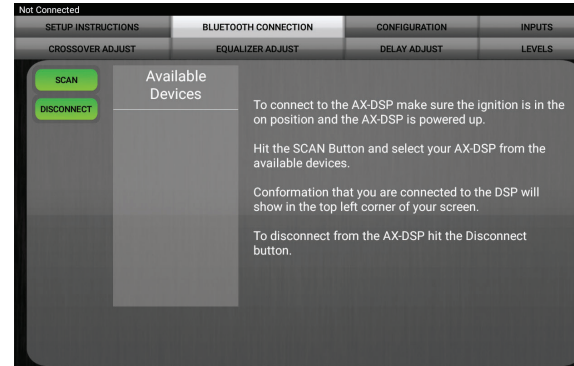 Not Connected
SETUP INSTRUCTIONS BLUETOOTH CONNECTION CONFIGURATION INPUTS
CROSSOVER ADJUST EQUALIZER ADJUST DELAY ADJUST LEVELS
SCAN
DISCONNECT
Available
Devices
To connect to the AX-DSP make sure the ignition is in the
on position and the AX-DSP is powered up.
Hit the SCAN Button and select your AX-DSP from the
available devices.
Conformation that you are connected to the DSP will
show in the top left corner of your screen.
To disconnect from the AX-DSP hit the Disconnect
button.